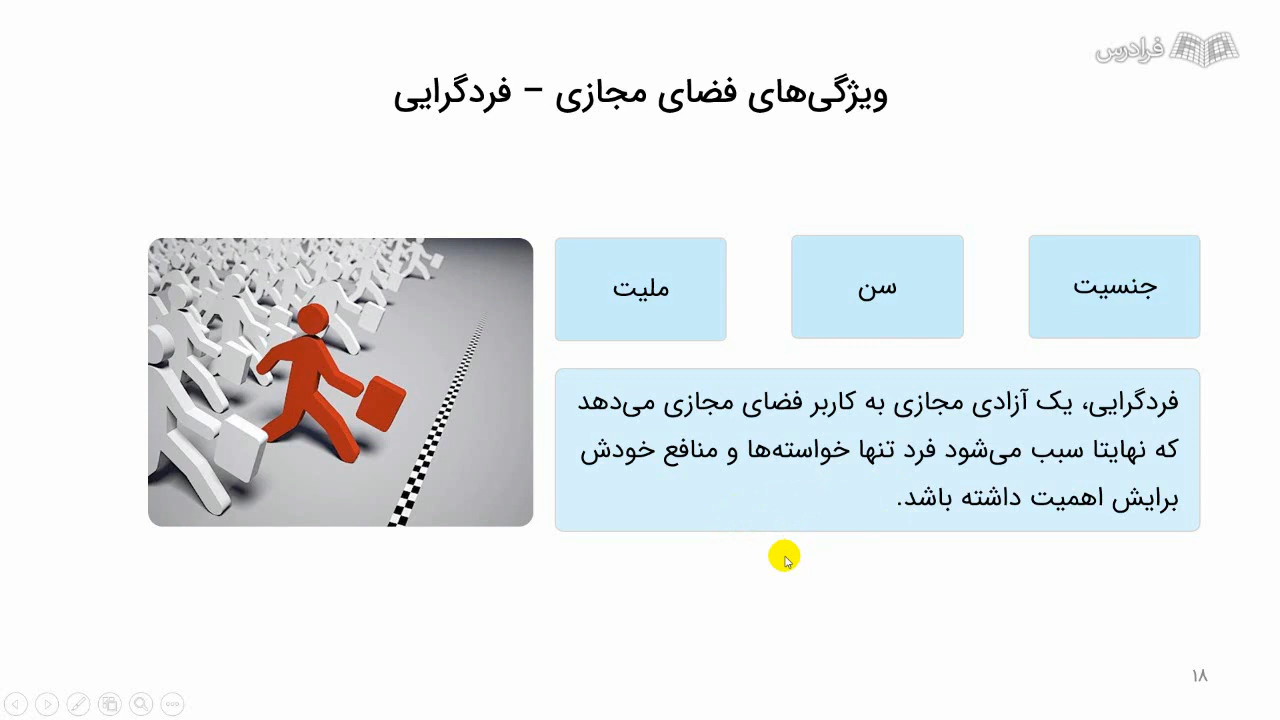 فرادرس
ویژگی‌های فضای مجازی – فردگرایی
جنسیت
سن
ملیت
فردگرایی، یک آزادی مجازی به کاربر فضای مجازی می‌دهد
که نهایتا سبب می‌شود فرد تنها خواسته‌ها و منافع خودش
برایش اهمیت داشته باشد.
۱۸